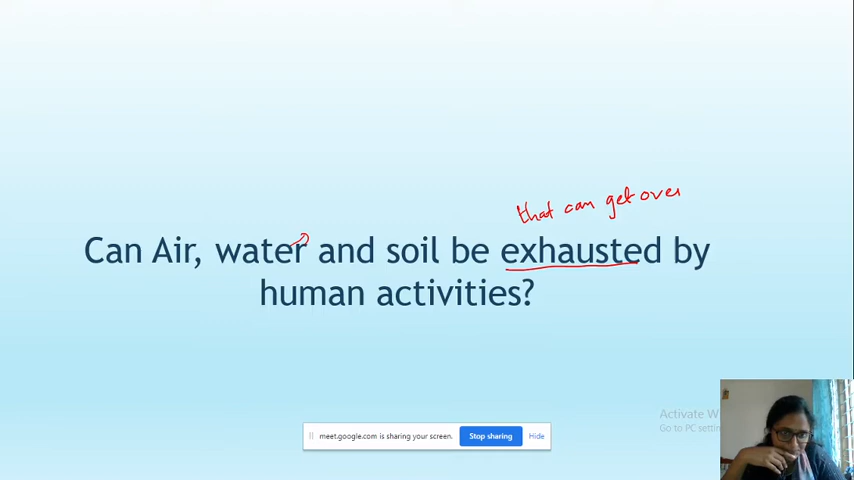 that can get over
Can Air, water and soil be exhausted by
human activities?
Activate W
Go to PC settin
meet.google.com is sharing your screen.
Stop sharing
Hide